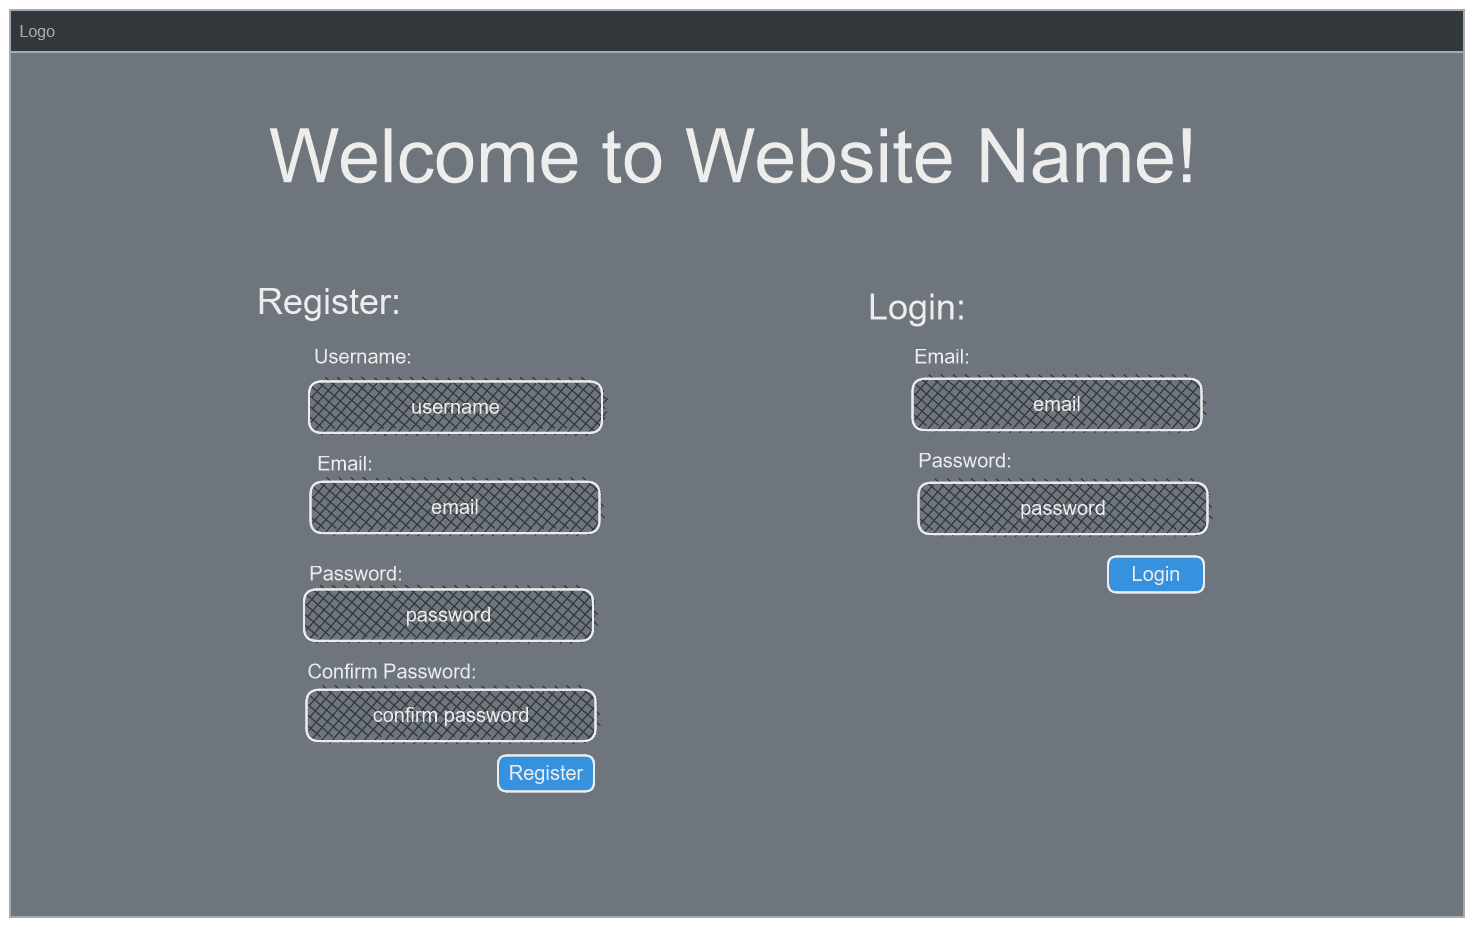 Logo
Welcome to Website Name!
Register:
Username:
username
Email:
email
Password:
password
Confirm Password:
confirm password
Register
Login:
Email:
email
Password:
password
Login